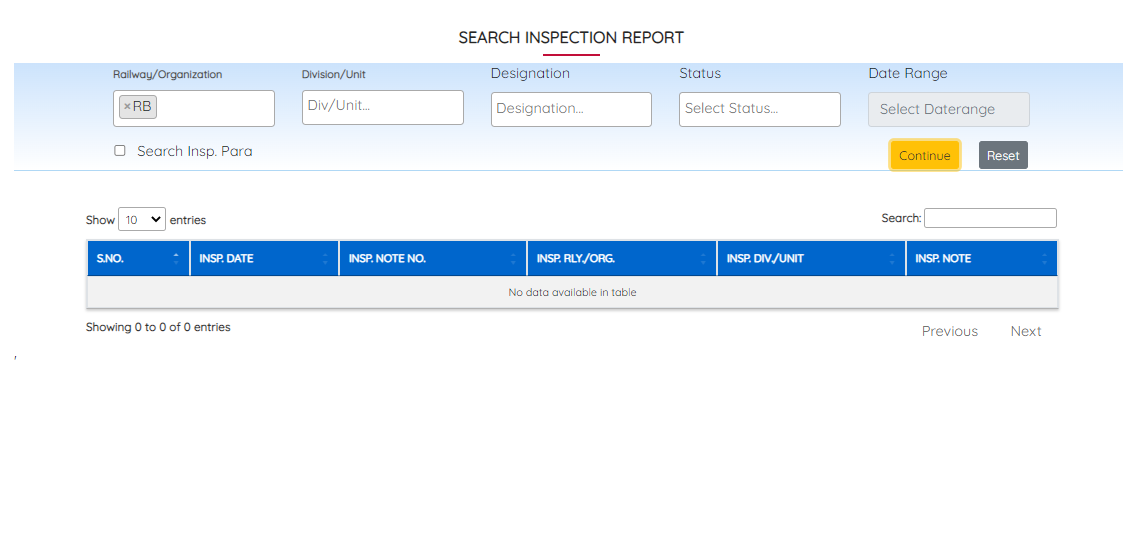 SEARCH INSPECTION REPORT
Railway/Organization Division/Unit Designation Status Date Range
×RB Div/Unit... Designation... Select Status... Select Daterange
Search Insp. Para Continue Reset
Show 10 entries Search:
S.NO. INSP. DATE INSP. NOTE NO. INSP. RLY./ORG. INSP. DIV./UNIT INSP. NOTE
No data available in table
Showing 0 to 0 of 0 entries Previous Next
,